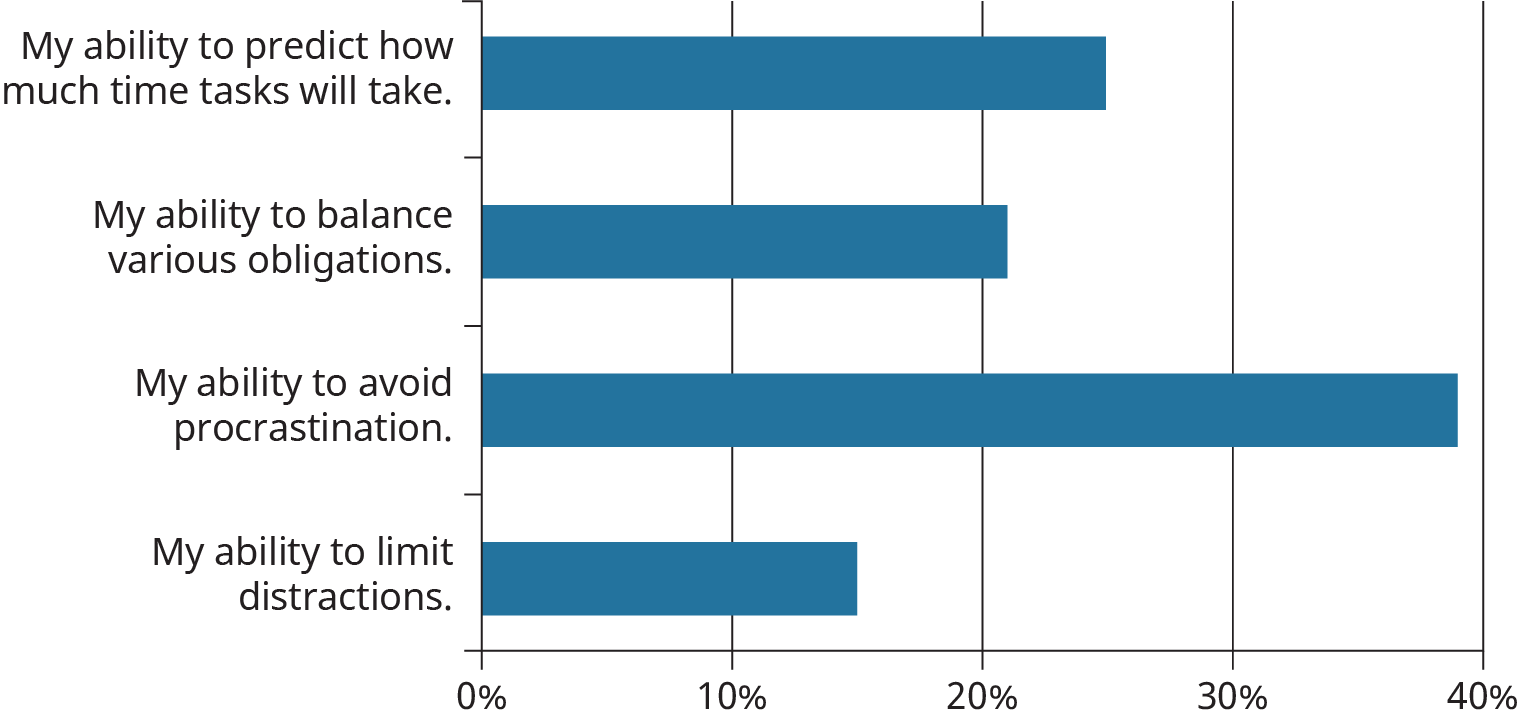 My ability to predict how
much time tasks will take.
My ability to balance
various obligations.
My ability to avoid
procrastination.
My ability to limit
distractions.
0% 10% 20% 30% 40%